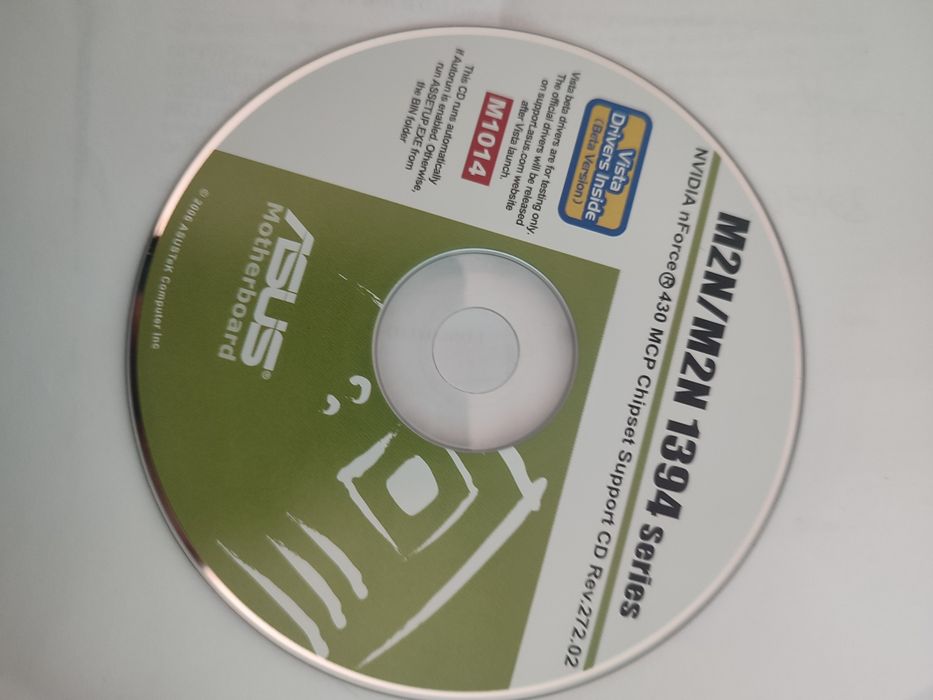 M2N/M2N 1394 Series
NVIDIA nForce® 430 MCP Chipset Support CD Rev.272.02
Vista
Drivers Inside
(Beta Version)
Vista beta drivers are for testing only.
The official drivers will be released
on support.asus.com website
after Vista launch.
M1014
This CD runs automatically
if Autorun is enabled. Otherwise,
run ASSETUP.EXE from
the BIN folder
ASUS®
Motherboard
© 2006 ASUSTeK Computer Inc